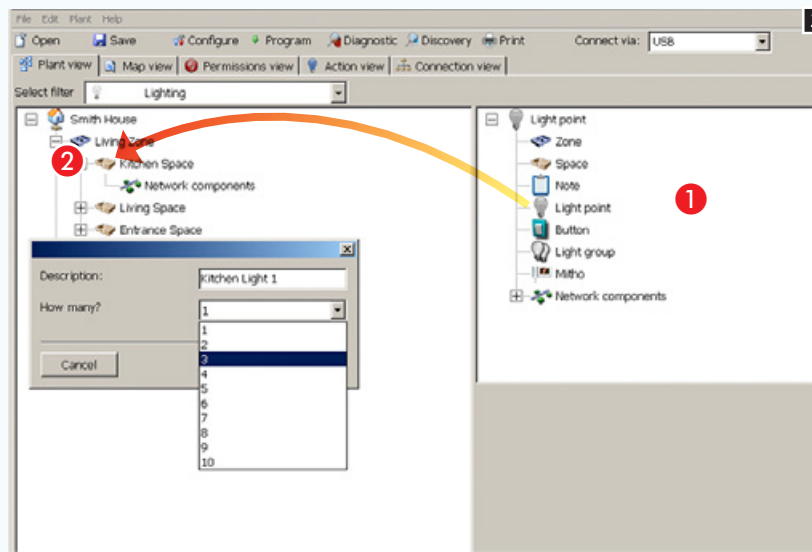 File Edit Plant Help
Open Save Configure Program Diagnostic Discovery Print Connect via: USB
Plant view Map view Permissions view Action view Connection view
Select filter Lighting
Smith House
Living Zone
2
Kitchen Space
Network components
Living Space
Entrance Space
Description: Kitchen Light 1
How many? 1
1
2
3
4
5
6
7
8
9
10
Cancel
Light point
Zone
Space
Note
Light point
1
Button
Light group
Mitho
Network components